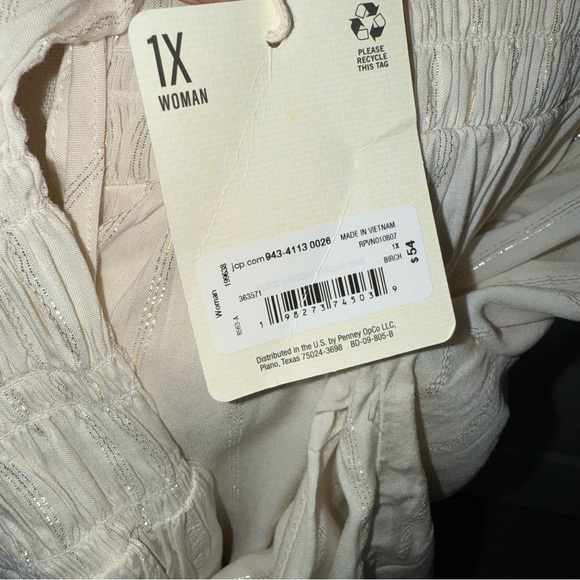 1X
WOMAN
PLEASE
RECYCLE
THIS TAG
jcp.com 943-4113 0026
MADE IN VIETNAM
RPVN010807
1X
BIRCH
$54
Woman
199638
8563-A
363571
1 98273 74503 9
Distributed in the U.S. by Penney OpCo LLC,
Plano, Texas 75024-3698 BD-09-805-B